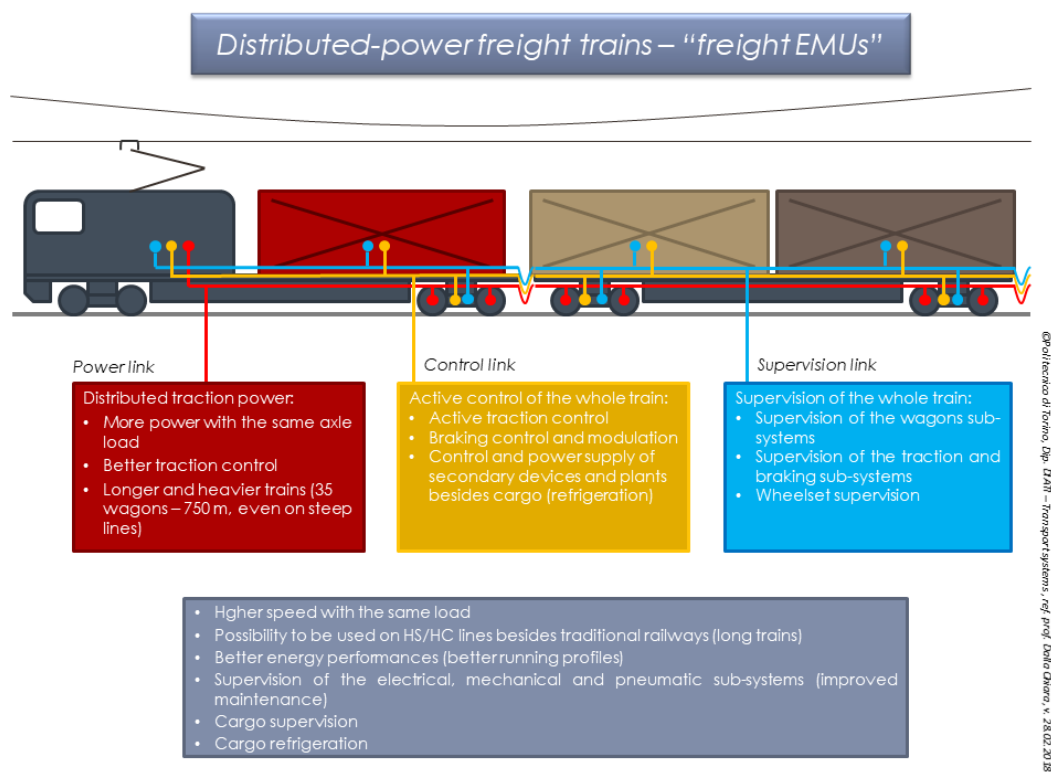 Distributed-power freight trains – “freight EMUs”
Power link
Control link
Supervision link
Distributed traction power:
• More power with the same axle
load
• Better traction control
• Longer and heavier trains (35
wagons – 750 m, even on steep
lines)
Active control of the whole train:
• Active traction control
• Braking control and modulation
• Control and power supply of
secondary devices and plants
besides cargo (refrigeration)
Supervision of the whole train:
• Supervision of the wagons sub-
systems
• Supervision of the traction and
braking sub-systems
• Wheelset supervision
• Hgher speed with the same load
• Possibility to be used on HS/HC lines besides traditional railways (long trains)
• Better energy performances (better running profiles)
• Supervision of the electrical, mechanical and pneumatic sub-systems (improved
maintenance)
• Cargo supervision
• Cargo refrigeration
©Politecnico di Torino, Dip. DIATI – Transport systems, ref. prof. Dalla Chiara, v. 28.02.2018